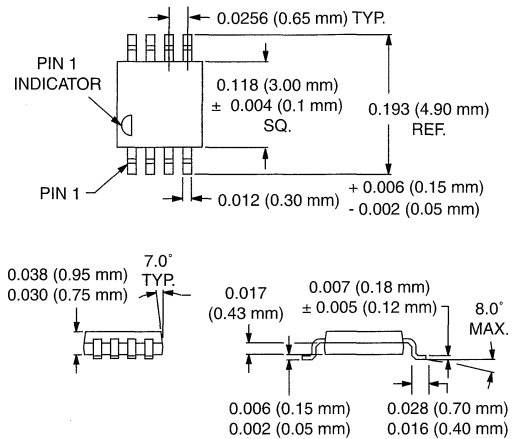 0.0256 (0.65 mm) TYP.
PIN 1
INDICATOR
0.118 (3.00 mm)
± 0.004 (0.1 mm)
SQ.
0.193 (4.90 mm)
REF.
PIN 1
0.012 (0.30 mm)
+ 0.006 (0.15 mm)
- 0.002 (0.05 mm)
7.0°
TYP.
0.038 (0.95 mm)
0.030 (0.75 mm)
0.017
(0.43 mm)
0.007 (0.18 mm)
± 0.005 (0.12 mm)
8.0°
MAX.
0.006 (0.15 mm)
0.002 (0.05 mm)
0.028 (0.70 mm)
0.016 (0.40 mm)